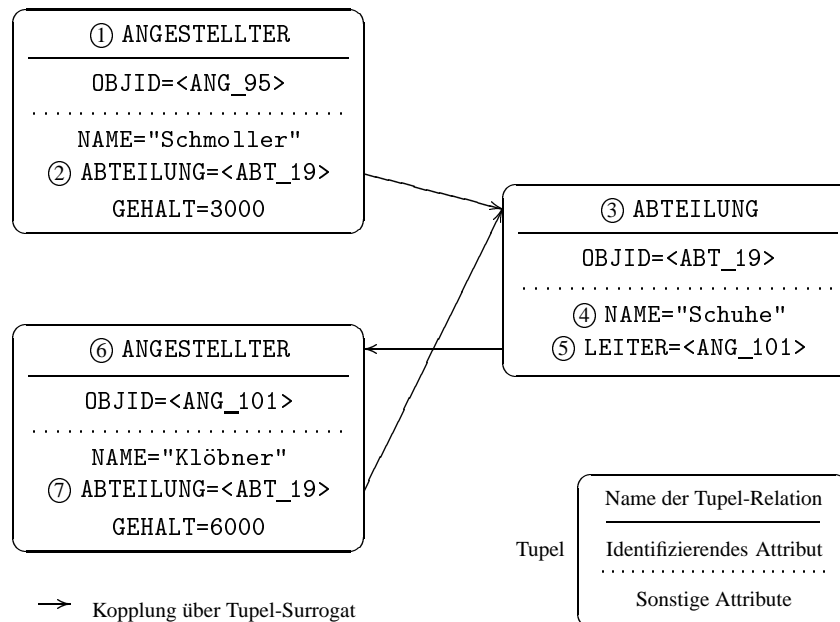 ① ANGESTELLTER
OBJID=<ANG_95>
NAME="Schmoller"
② ABTEILUNG=<ABT_19>
GEHALT=3000
③ ABTEILUNG
OBJID=<ABT_19>
④ NAME="Schuhe"
⑤ LEITER=<ANG_101>
⑥ ANGESTELLTER
OBJID=<ANG_101>
NAME="Klöbner"
⑦ ABTEILUNG=<ABT_19>
GEHALT=6000
Tupel
Name der Tupel-Relation
Identifizierendes Attribut
Sonstige Attribute
Kopplung über Tupel-Surrogat